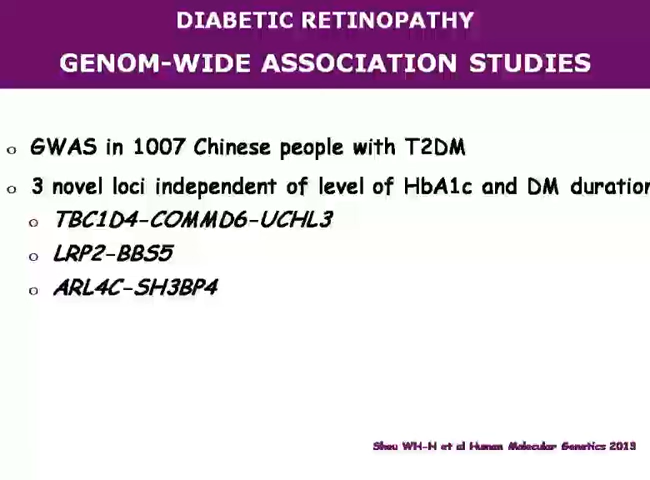 DIABETIC RETINOPATHY
GENOM-WIDE ASSOCIATION STUDIES
o GWAS in 1007 Chinese people with T2DM
o 3 novel loci independent of level of HbA1c and DM duration
o TBC1D4-COMMD6-UCHL3
o LRP2-BBS5
o ARL4C-SH3BP4
Sheu WH-H et al Human Molecular Genetics 2013